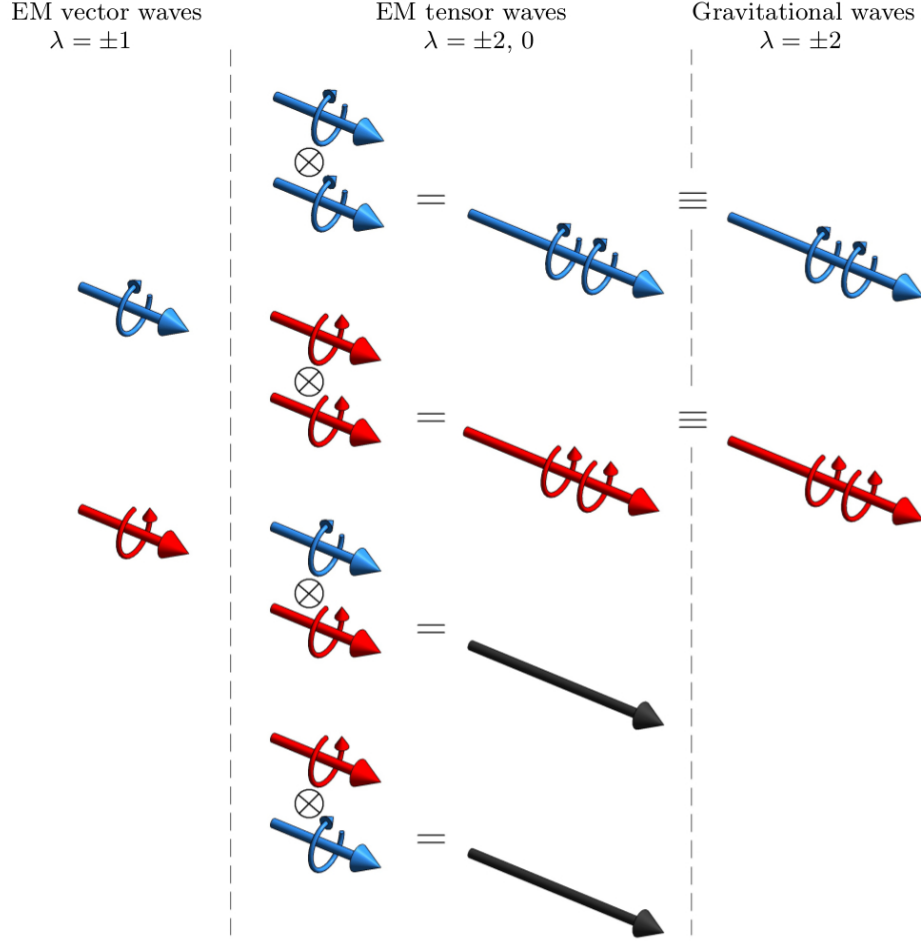 EM vector waves
λ = ±1
EM tensor waves
λ = ±2, 0
Gravitational waves
λ = ±2
⊗
= ≡
⊗
= ≡
⊗
=
⊗
=